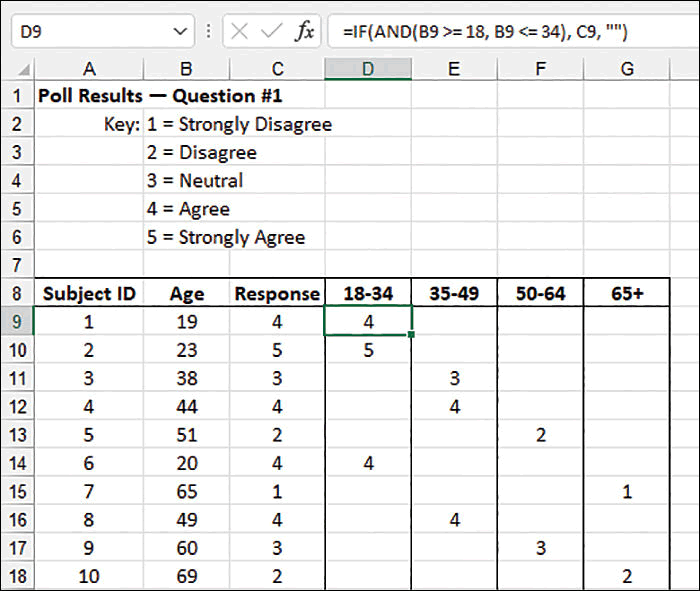 D9 fx =IF(AND(B9 >= 18, B9 <= 34), C9, "")
A B C D E F G
1 Poll Results — Question #1
2 Key: 1 = Strongly Disagree
3 2 = Disagree
4 3 = Neutral
5 4 = Agree
6 5 = Strongly Agree
7
8 Subject ID Age Response 18-34 35-49 50-64 65+
9 1 19 4 4
10 2 23 5 5
11 3 38 3 3
12 4 44 4 4
13 5 51 2 2
14 6 20 4 4
15 7 65 1 1
16 8 49 4 4
17 9 60 3 3
18 10 69 2 2